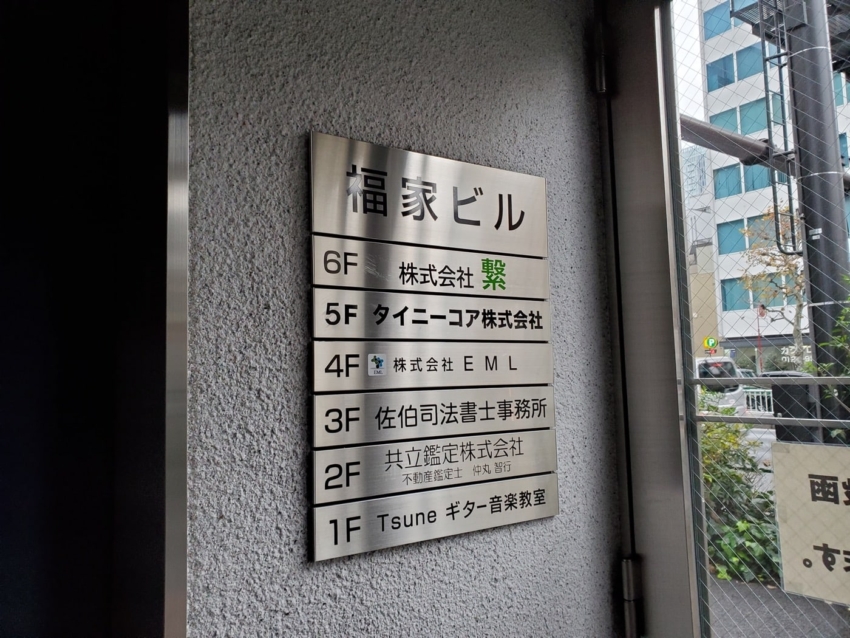 福家ビル
6F 株式会社 繋
5F タイニーコア株式会社
4F 株式会社 EML
3F 佐伯司法書士事務所
2F 共立鑑定株式会社
不動産鑑定士 仲丸 智行
1F Tsune ギター音楽教室
P